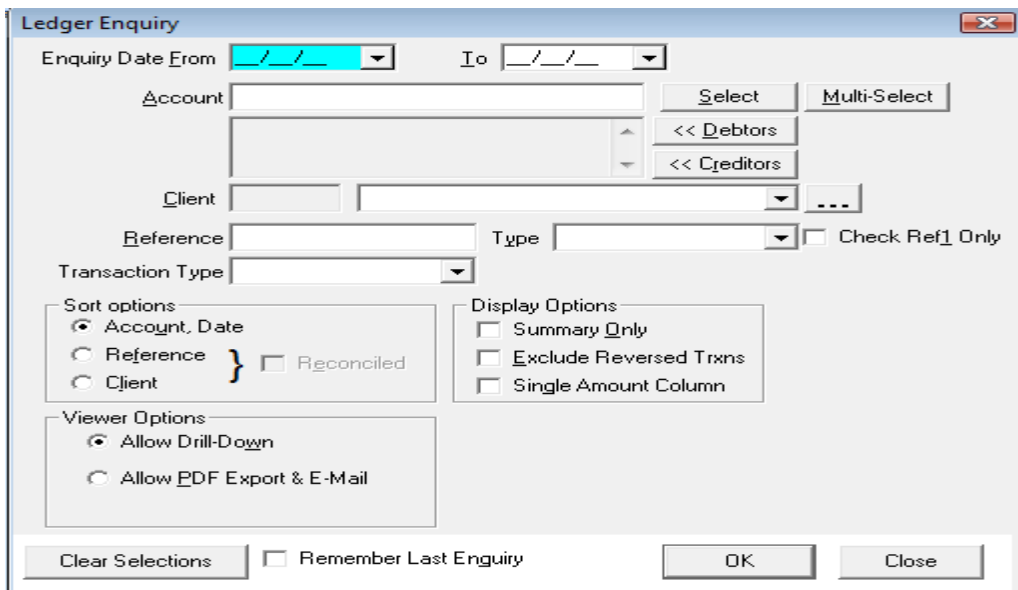 Ledger Enquiry
Enquiry Date From __/__/__ To __/__/__
Account Select Multi-Select
<< Debtors
<< Creditors
Client ...
Reference Type Check Ref1 Only
Transaction Type
Sort options Display Options
Account, Date Summary Only
Reference } Reconciled Exclude Reversed Trxns
Client Single Amount Column
Viewer Options
Allow Drill-Down
Allow PDF Export & E-Mail
Clear Selections Remember Last Enquiry OK Close